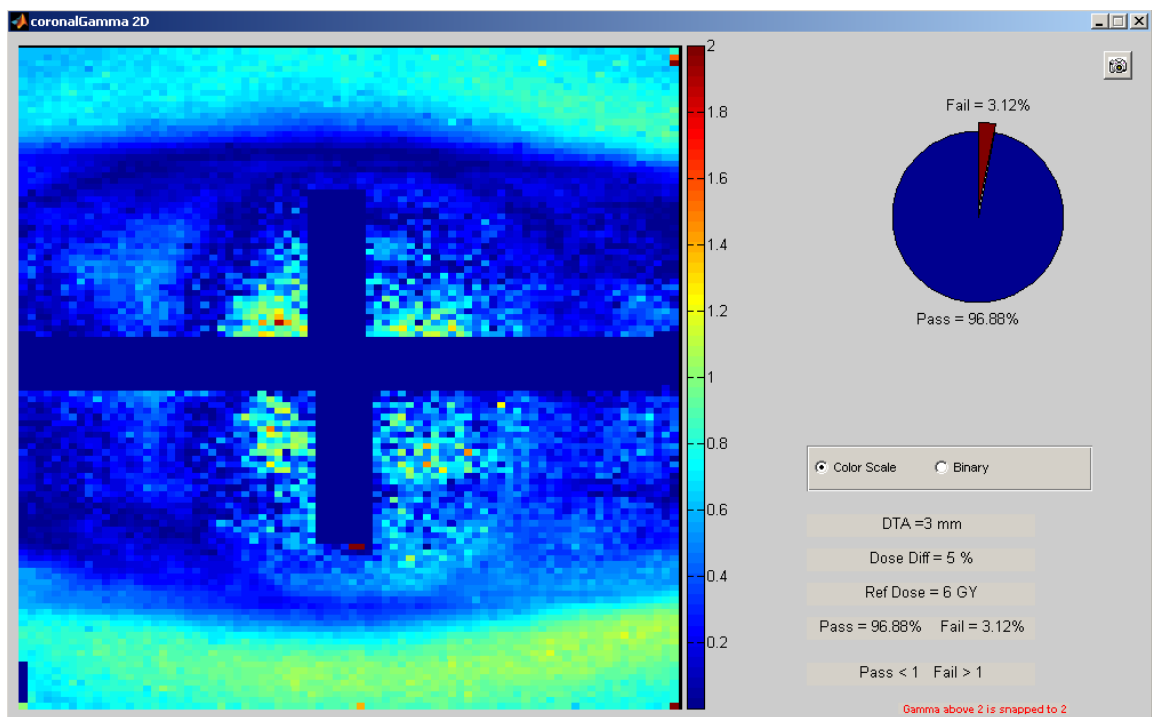 coronalGamma 2D
2
1.8
1.6
1.4
1.2
1
0.8
0.6
0.4
0.2
Fail = 3.12%
Pass = 96.88%
Color Scale Binary
DTA =3 mm
Dose Diff = 5 %
Ref Dose = 6 GY
Pass = 96.88% Fail = 3.12%
Pass < 1 Fail > 1
Gamma above 2 is snapped to 2